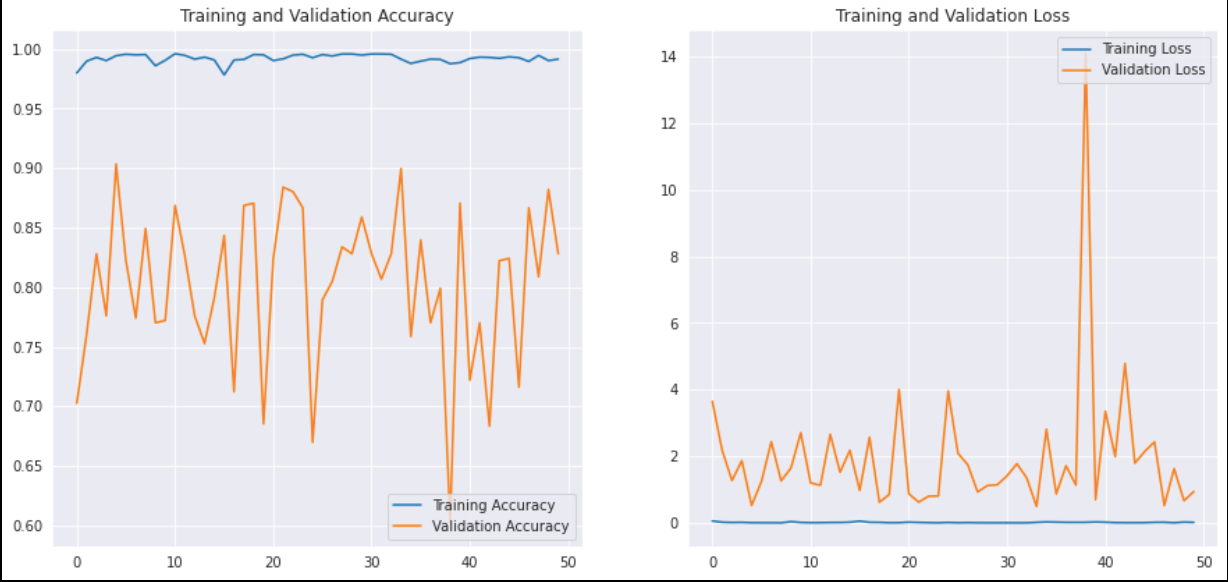 Training and Validation Accuracy
1.00
0.95
0.90
0.85
0.80
0.75
0.70
0.65
0.60
Training Accuracy
Validation Accuracy
0 10 20 30 40 50
Training and Validation Loss
14
12
10
8
6
4
2
0
Training Loss
Validation Loss
0 10 20 30 40 50